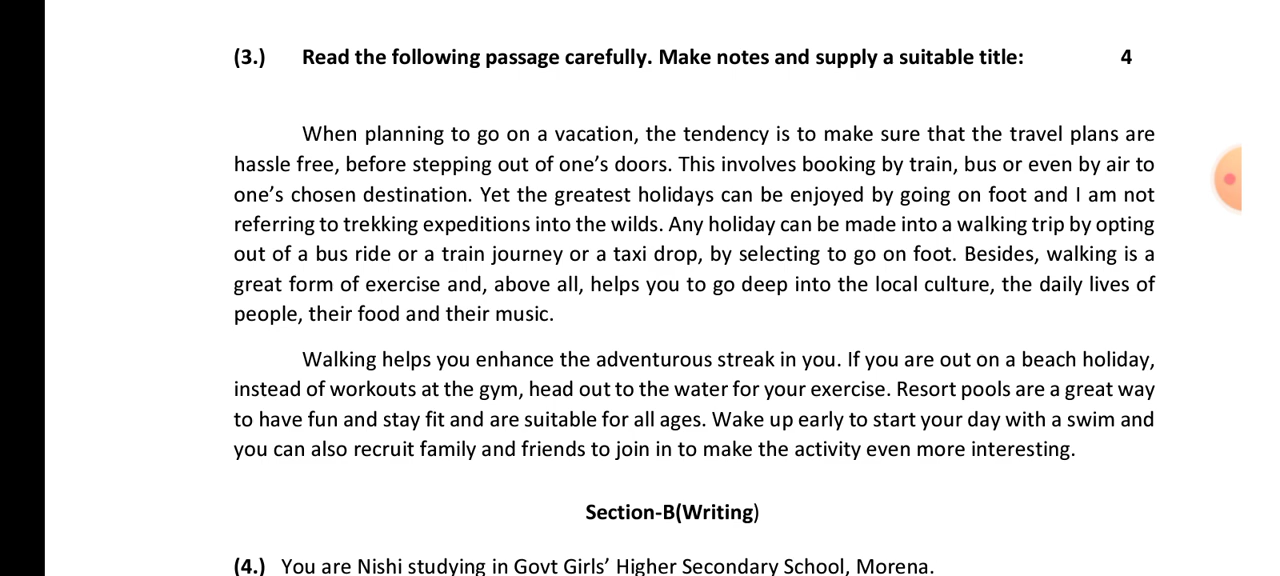 (3.) Read the following passage carefully. Make notes and supply a suitable title: 4
When planning to go on a vacation, the tendency is to make sure that the travel plans are
hassle free, before stepping out of one’s doors. This involves booking by train, bus or even by air to
one’s chosen destination. Yet the greatest holidays can be enjoyed by going on foot and I am not
referring to trekking expeditions into the wilds. Any holiday can be made into a walking trip by opting
out of a bus ride or a train journey or a taxi drop, by selecting to go on foot. Besides, walking is a
great form of exercise and, above all, helps you to go deep into the local culture, the daily lives of
people, their food and their music.
Walking helps you enhance the adventurous streak in you. If you are out on a beach holiday,
instead of workouts at the gym, head out to the water for your exercise. Resort pools are a great way
to have fun and stay fit and are suitable for all ages. Wake up early to start your day with a swim and
you can also recruit family and friends to join in to make the activity even more interesting.
Section-B(Writing)
(4.) You are Nishi studying in Govt Girls’ Higher Secondary School, Morena.